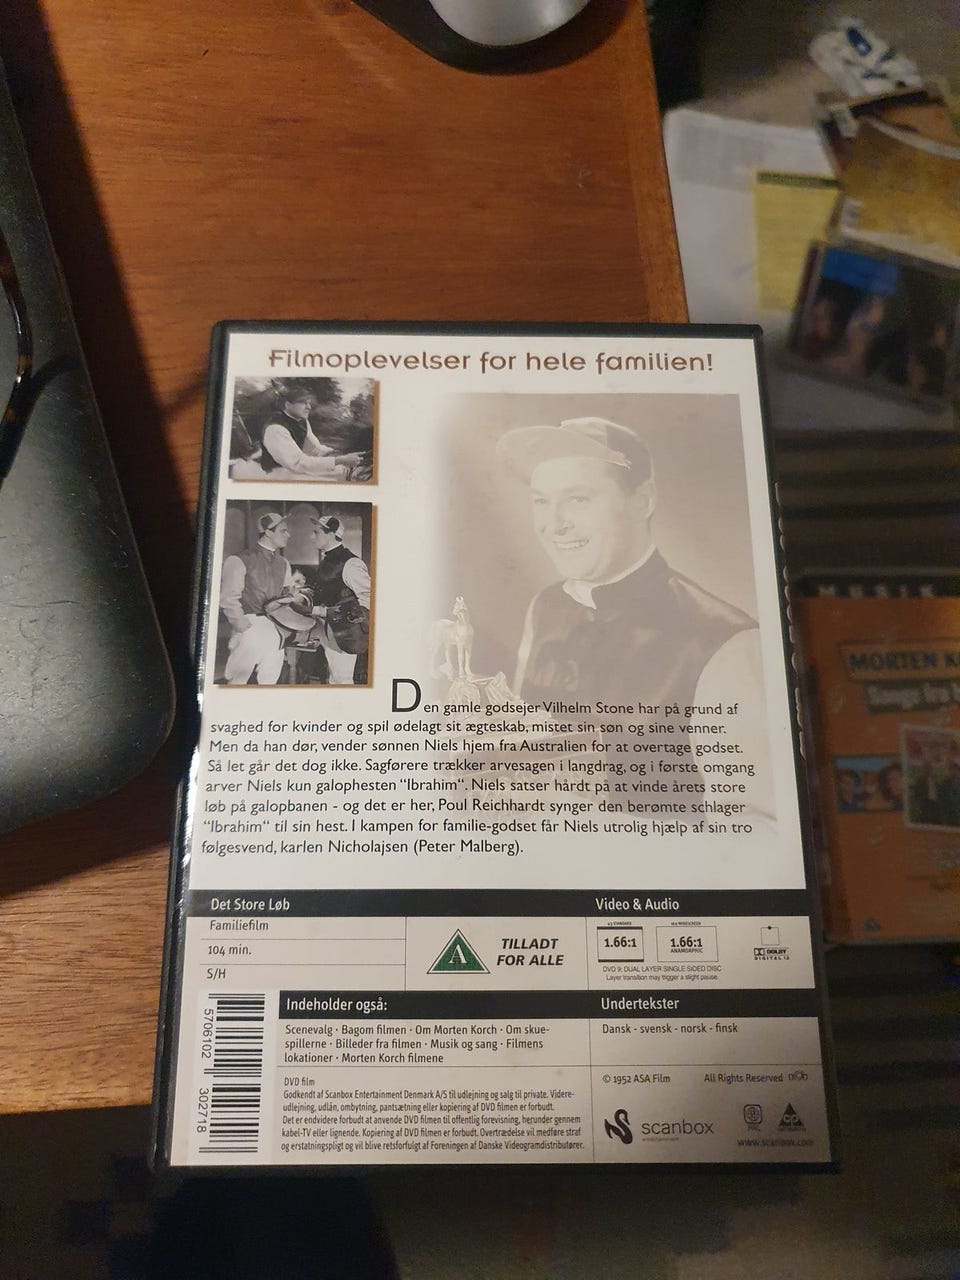 Filmoplevelser for hele familien!
Den gamle godsejer Vilhelm Stone har på grund af
svaghed for kvinder og spil ødelagt sit ægteskab, mistet sin søn og sine venner.
Men da han dør, vender sønnen Niels hjem fra Australien for at overtage godset.
Så let går det dog ikke. Sagførere trækker arvesagen i langdrag, og i første omgang
arver Niels kun galophesten "Ibrahim". Niels satser hårdt på at vinde årets store
løb på galopbanen - og det er her, Poul Reichhardt synger den berømte schlager
"Ibrahim" til sin hest. I kampen for familie-godset får Niels utrolig hjælp af sin tro
følgesvend, karlen Nicholajsen (Peter Malberg).
Det Store Løb
Familiefilm
104 min.
S/H
A
TILLADT
FOR ALLE
Video & Audio
1.66:1
1.66:1
ANAMORPHIC
DOLBY
DIGITAL
DVD 9: DUAL LAYER SINGLE SIDED DISC
Layer transition may trigger a slight pause.
Indeholder også:
Scenevalg · Bagom filmen · Om Morten Korch · Om skue-
spillerne · Billeder fra filmen · Musik og sang · Filmens
lokationer · Morten Korch filmene
Undertekster
Dansk - svensk - norsk - finsk
DVD film
Godkendt af Scanbox Entertainment Danmark A/S til udlejning og salg til private. Videre-
udlejning, udlån, ombytning, pantsætning eller kopiering af DVD filmen er forbudt.
Det er endvidere forbudt at anvende DVD filmen til offentlig forevisning, herunder gennem
kabel-TV eller lignende. Kopiering af DVD filmen er forbudt. Overtrædelse vil medføre straf
og erstatningspligt og vil blive retsforfulgt af Foreningen af Danske Videogramdistributører.
© 1952 ASA Film
All Rights Reserved
scanbox
entertainment
www.scanbox.com
5706102 302718
MUSIK
MORTEN